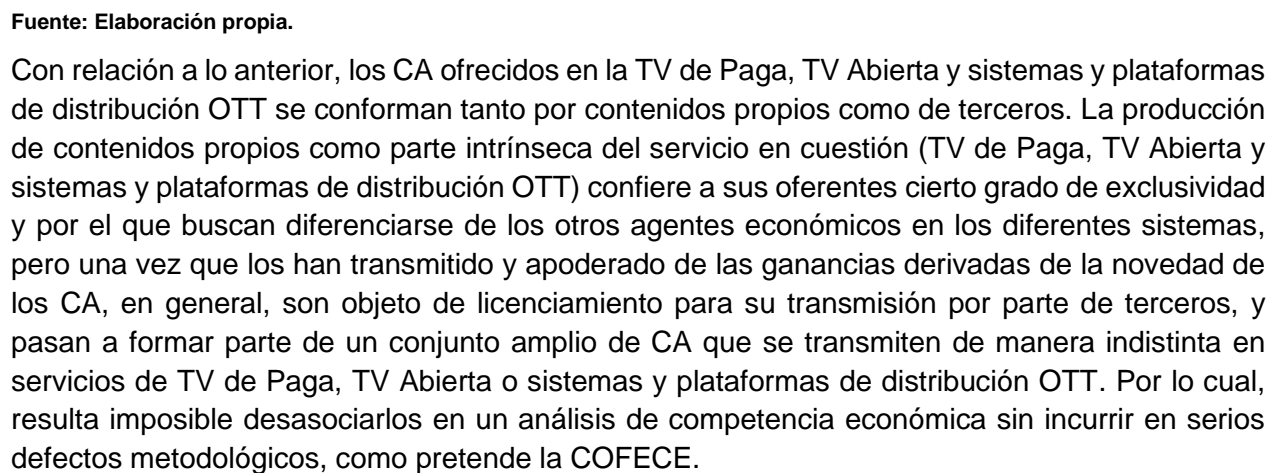 Fuente: Elaboración propia.
Con relación a lo anterior, los CA ofrecidos en la TV de Paga, TV Abierta y sistemas y plataformas
de distribución OTT se conforman tanto por contenidos propios como de terceros. La producción
de contenidos propios como parte intrínseca del servicio en cuestión (TV de Paga, TV Abierta y
sistemas y plataformas de distribución OTT) confiere a sus oferentes cierto grado de exclusividad
y por el que buscan diferenciarse de los otros agentes económicos en los diferentes sistemas,
pero una vez que los han transmitido y apoderado de las ganancias derivadas de la novedad de
los CA, en general, son objeto de licenciamiento para su transmisión por parte de terceros, y
pasan a formar parte de un conjunto amplio de CA que se transmiten de manera indistinta en
servicios de TV de Paga, TV Abierta o sistemas y plataformas de distribución OTT. Por lo cual,
resulta imposible desasociarlos en un análisis de competencia económica sin incurrir en serios
defectos metodológicos, como pretende la COFECE.